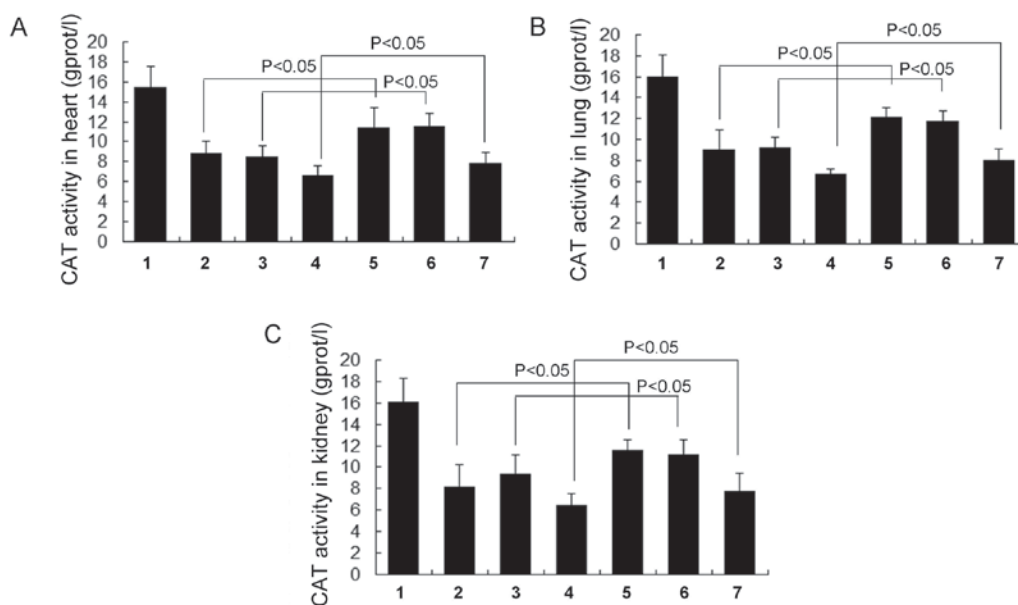 A
CAT activity in heart (gprot/l)
20
18
16
14
12
10
8
6
4
2
0
P<0.05
P<0.05
P<0.05
1 2 3 4 5 6 7
B
CAT activity in lung (gprot/l)
20
18
16
14
12
10
8
6
4
2
0
P<0.05
P<0.05
P<0.05
1 2 3 4 5 6 7
C
CAT activity in kidney (gprot/l)
20
18
16
14
12
10
8
6
4
2
0
P<0.05
P<0.05
P<0.05
1 2 3 4 5 6 7